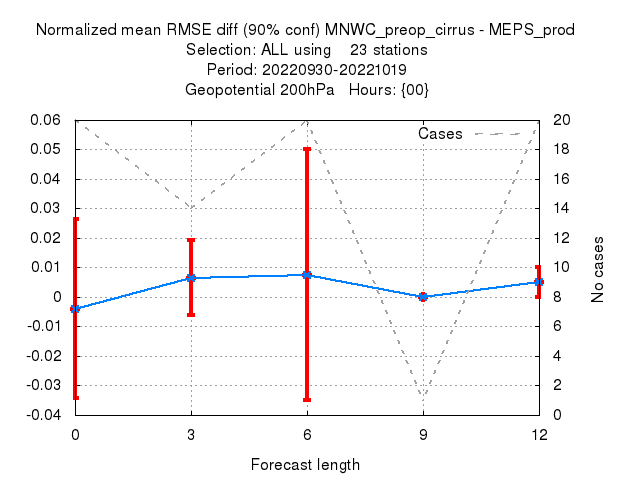 Normalized mean RMSE diff (90% conf) MNWC_preop_cirrus - MEPS_prod
Selection: ALL using    23 stations
Period: 20220930-20221019
Geopotential 200hPa   Hours: {00}
Cases
0.06
0.05
0.04
0.03
0.02
0.01
0
-0.01
-0.02
-0.03
-0.04
20
18
16
14
12
10
8
6
4
2
0
No cases
0 3 6 9 12
Forecast length